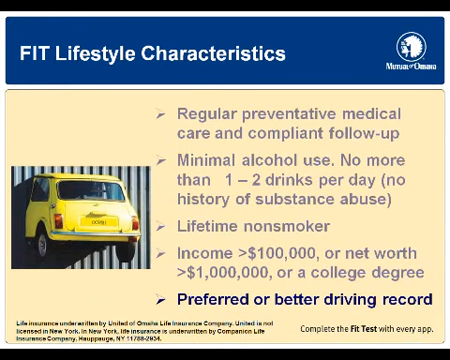 FIT Lifestyle Characteristics
Mutual of Omaha
➢ Regular preventative medical
care and compliant follow-up
➢ Minimal alcohol use. No more
than 1 – 2 drinks per day (no
history of substance abuse)
➢ Lifetime nonsmoker
➢ Income >$100,000, or net worth
>$1,000,000, or a college degree
➢ Preferred or better driving record
Life insurance underwritten by United of Omaha Life Insurance Company. United is not
licensed in New York. In New York, life insurance is underwritten by Companion Life
Insurance Company, Hauppauge, NY 11788-2934.
Complete the Fit Test with every app.